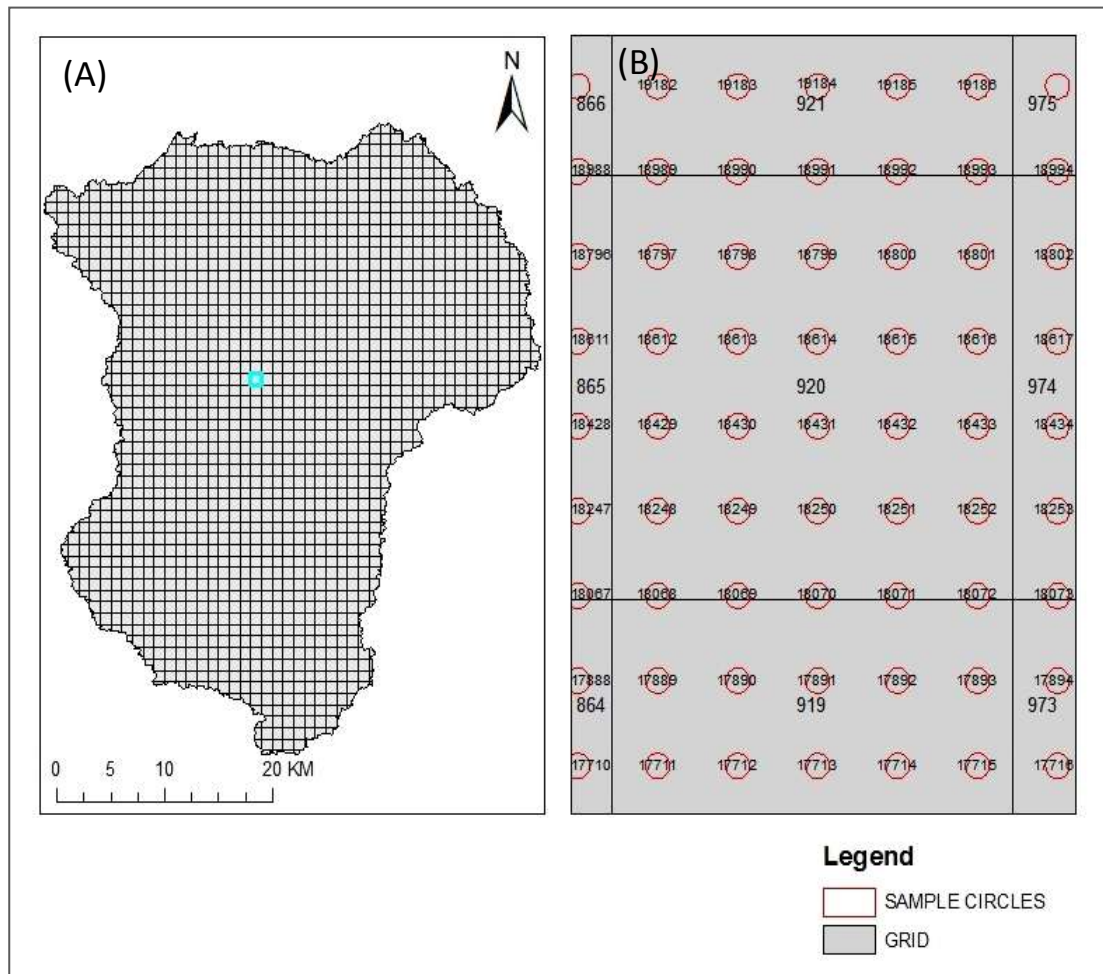 (A)
N
0 5 10 20 KM
(B)
19182 19183 19184 19185 19186
866 921 975
18988 18989 18990 18991 18992 18993 18994
18796 18797 18798 18799 18800 18801 18802
18611 18612 18613 18614 18615 18616 18617
865 920 974
18428 18429 18430 18431 18432 18433 18434
18247 18248 18249 18250 18251 18252 18253
18067 18068 18069 18070 18071 18072 18073
17888 17889 17890 17891 17892 17893 17894
864 919 973
17710 17711 17712 17713 17714 17715 17716
Legend
SAMPLE CIRCLES
GRID